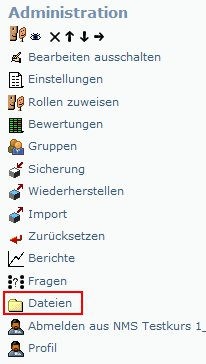 Administration
Bearbeiten ausschalten
Einstellungen
Rollen zuweisen
Bewertungen
Gruppen
Sicherung
Wiederherstellen
Import
Zurücksetzen
Berichte
Fragen
Dateien
Abmelden aus NMS Testkurs 1_
Profil